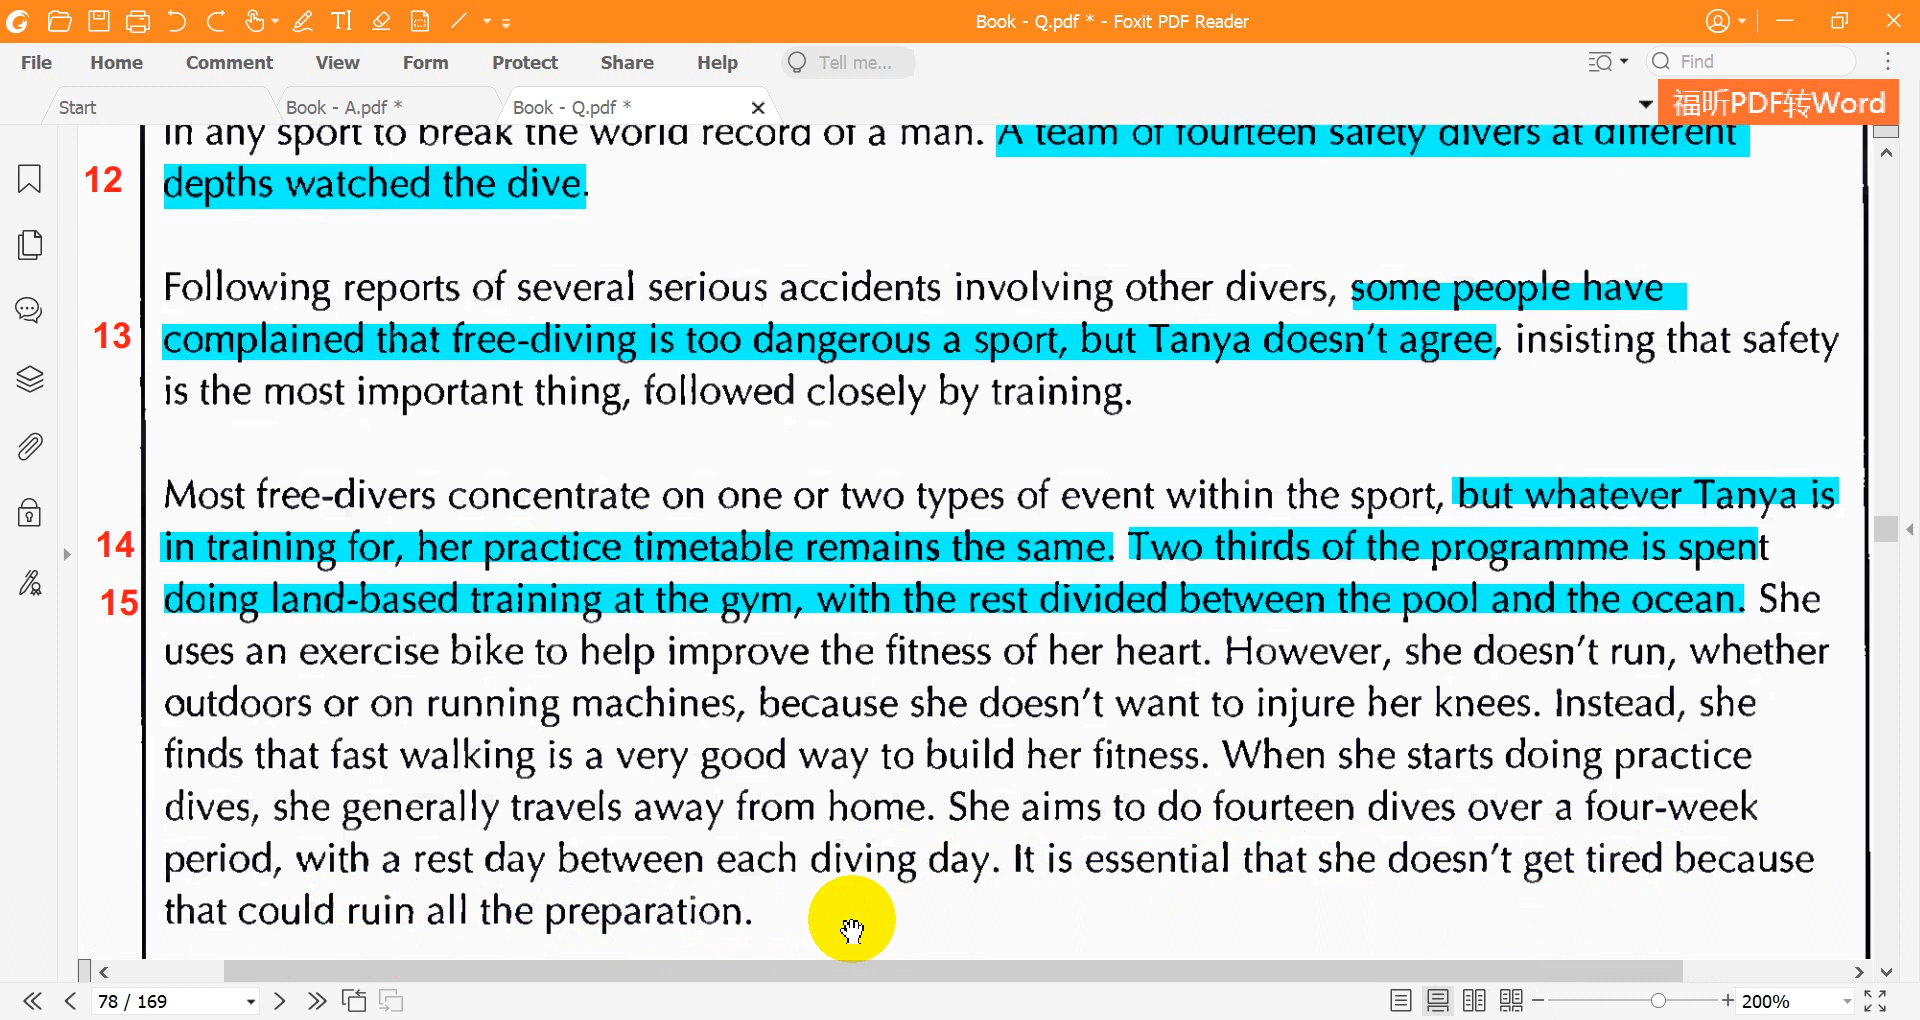 Book - Q.pdf * - Foxit PDF Reader
File Home Comment View Form Protect Share Help Tell me... Find
Start Book - A.pdf * Book - Q.pdf * 福昕PDF转Word
in any sport to break the world record of a man. A team of fourteen safety divers at different
12 depths watched the dive.
Following reports of several serious accidents involving other divers, some people have
13 complained that free-diving is too dangerous a sport, but Tanya doesn't agree, insisting that safety
is the most important thing, followed closely by training.
Most free-divers concentrate on one or two types of event within the sport, but whatever Tanya is
14 in training for, her practice timetable remains the same. Two thirds of the programme is spent
15 doing land-based training at the gym, with the rest divided between the pool and the ocean. She
uses an exercise bike to help improve the fitness of her heart. However, she doesn't run, whether
outdoors or on running machines, because she doesn't want to injure her knees. Instead, she
finds that fast walking is a very good way to build her fitness. When she starts doing practice
dives, she generally travels away from home. She aims to do fourteen dives over a four-week
period, with a rest day between each diving day. It is essential that she doesn't get tired because
that could ruin all the preparation.
78 / 169 200%